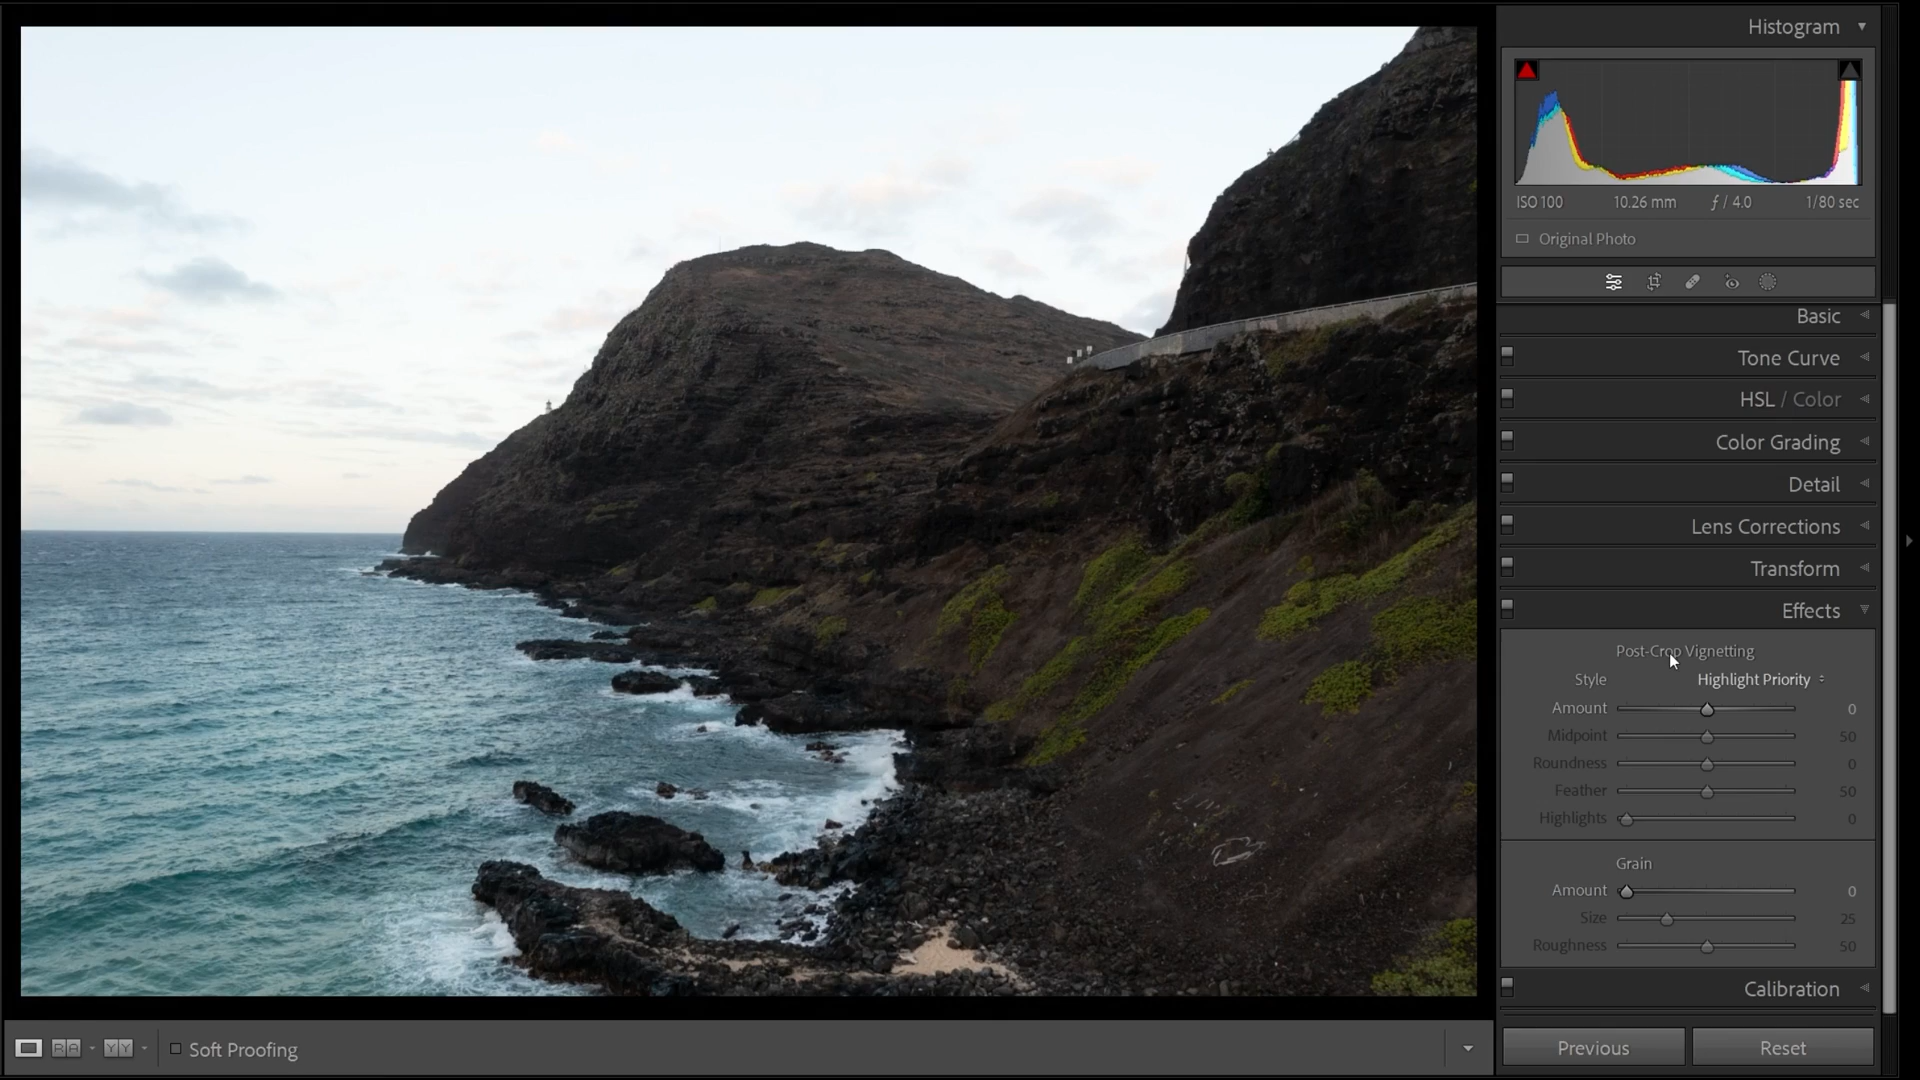 Histogram
ISO 100 10.26 mm ƒ / 4.0 1/80 sec
Original Photo
Basic
Tone Curve
HSL / Color
Color Grading
Detail
Lens Corrections
Transform
Effects
Post-Crop Vignetting
Style Highlight Priority
Amount 0
Midpoint 50
Roundness 0
Feather 50
Highlights 0
Grain
Amount 0
Size 25
Roughness 50
Calibration
Previous Reset
RA YY Soft Proofing